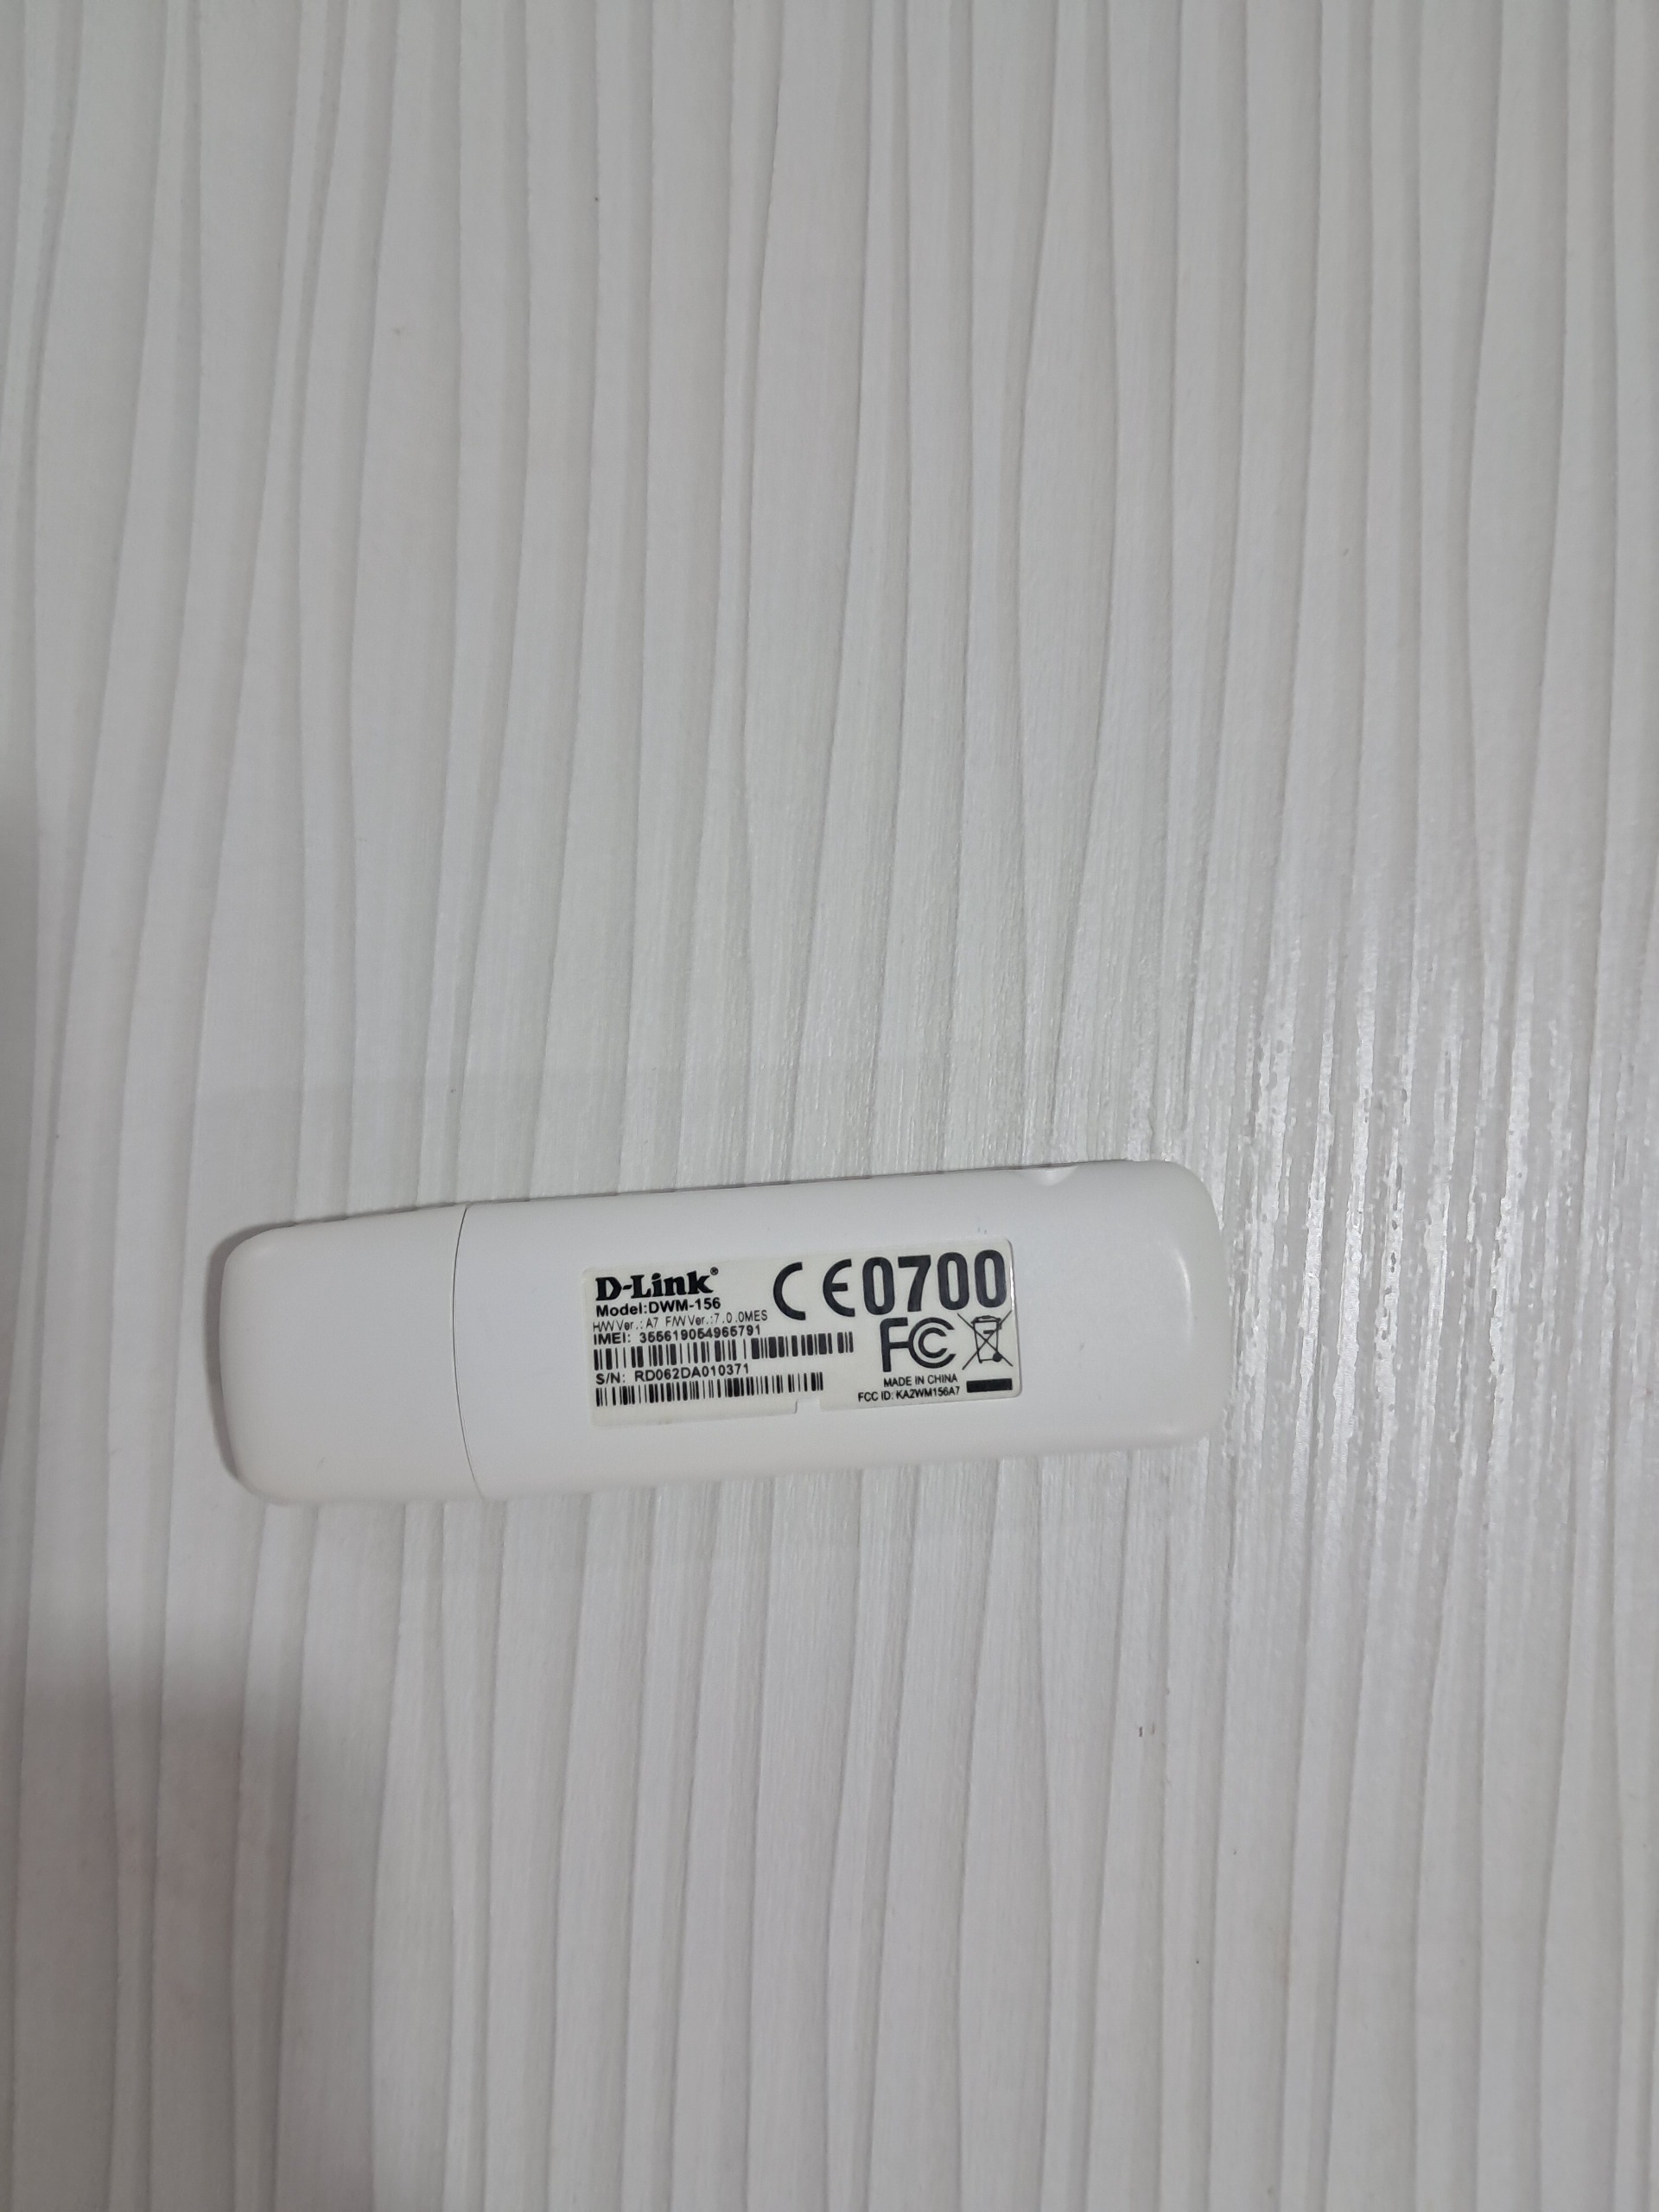 D-Link®
Model:DWM-156
H/W Ver.: A7 F/W Ver.:7.0.0MES
IMEI: 355619054965791
S/N: RD062DA010371
CE0700
FC
MADE IN CHINA
FCC ID: KA2WM156A7